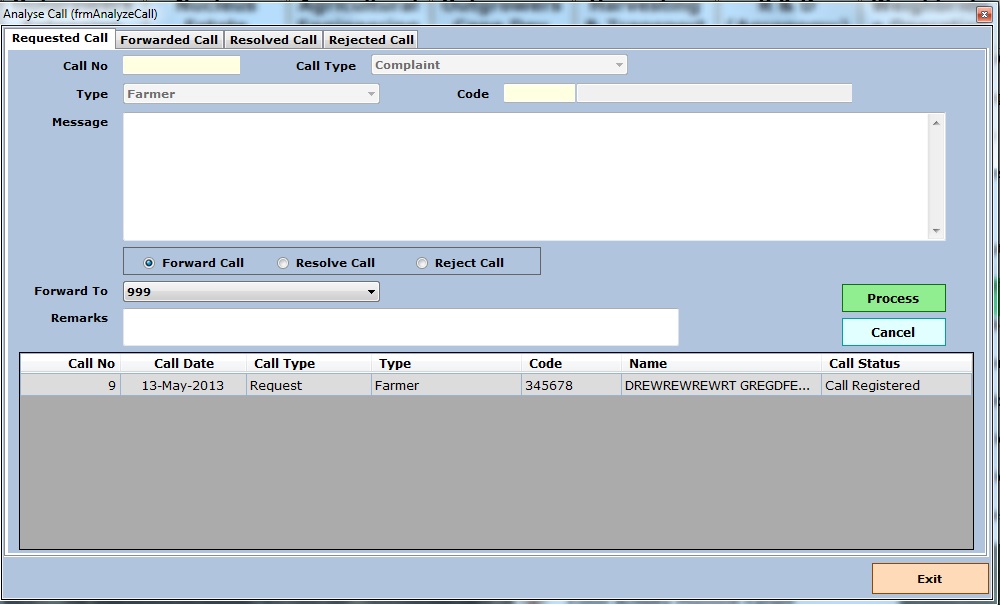 Analyse Call (frmAnalyzeCall)
Requested Call Forwarded Call Resolved Call Rejected Call
Call No Call Type Complaint
Type Farmer Code
Message
Forward Call Resolve Call Reject Call
Forward To 999
Process
Remarks
Cancel
Call No Call Date Call Type Type Code Name Call Status
9 13-May-2013 Request Farmer 345678 DREWREWREWRT GREGDFE... Call Registered
Exit